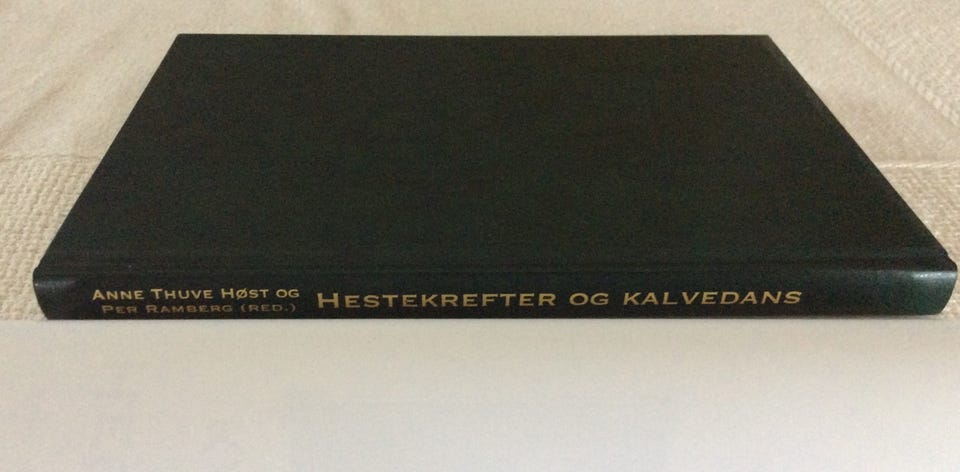 Anne Thuve Høst og
Per Ramberg (red.)
Hestekrefter og kalvedans